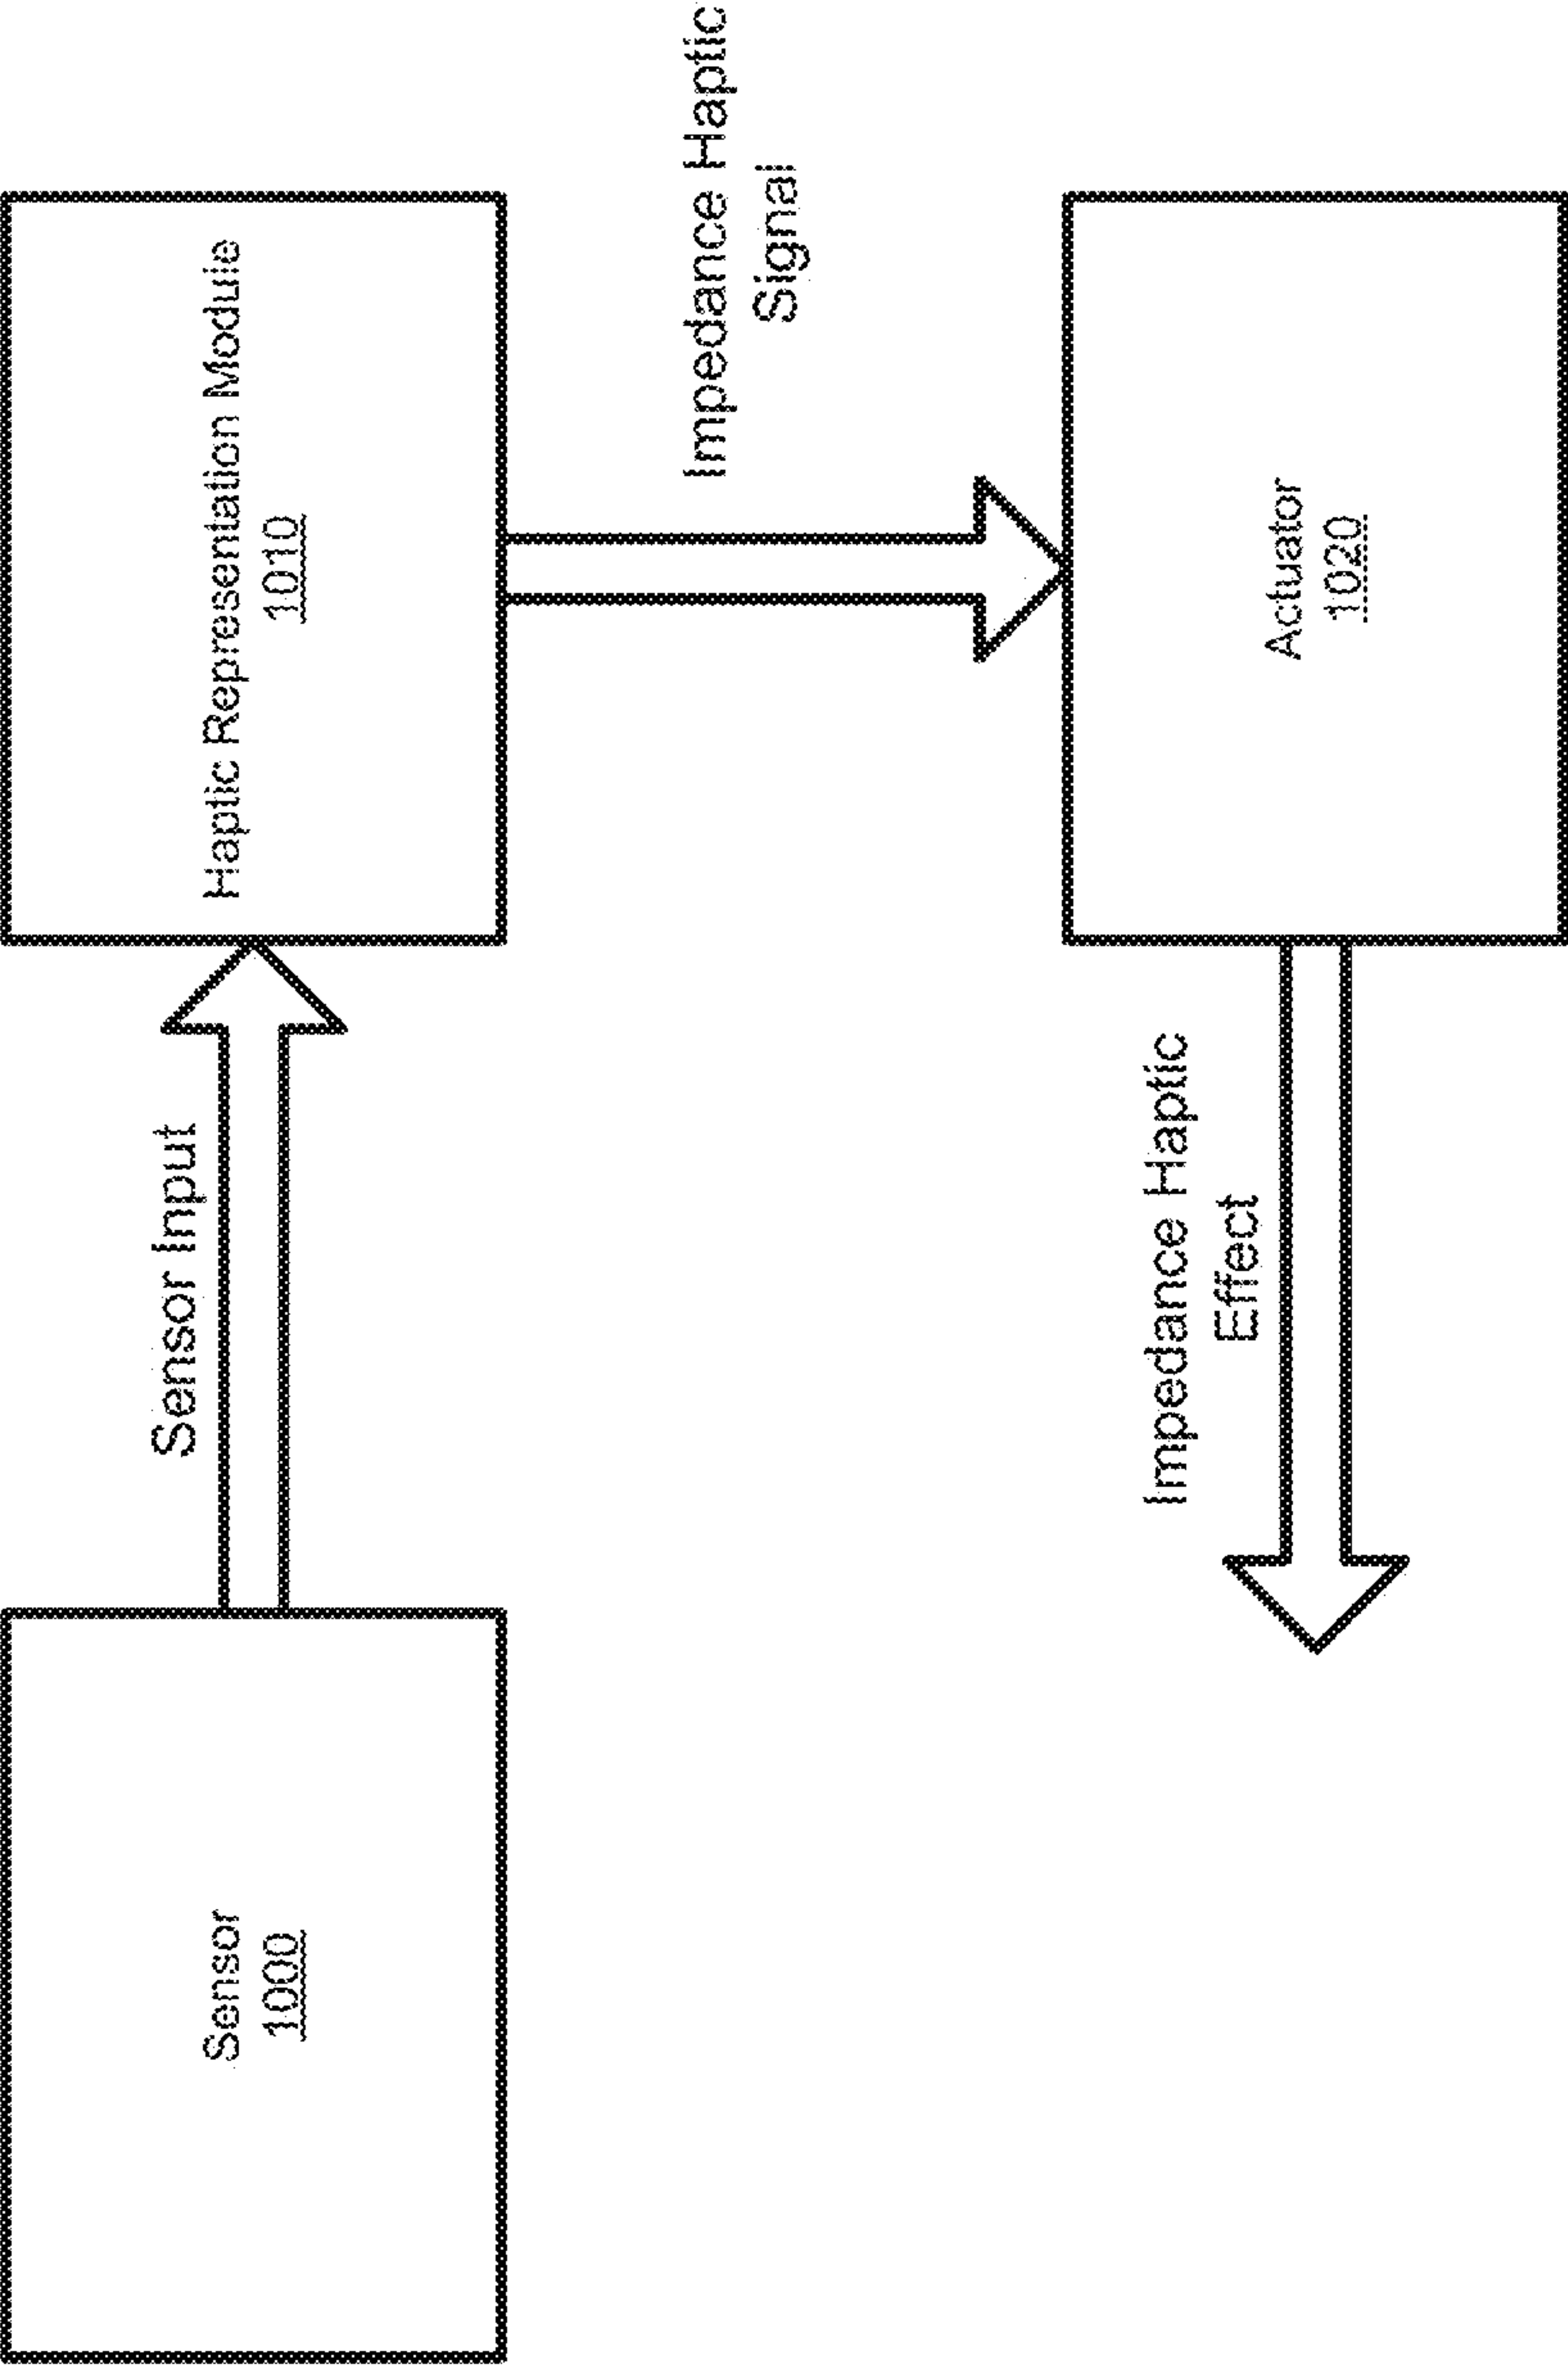 Sensor
1000
Sensor Input
Haptic Representation Module
1010
Impedance Haptic
Signal
Actuator
1020
Impedance Haptic
Effect